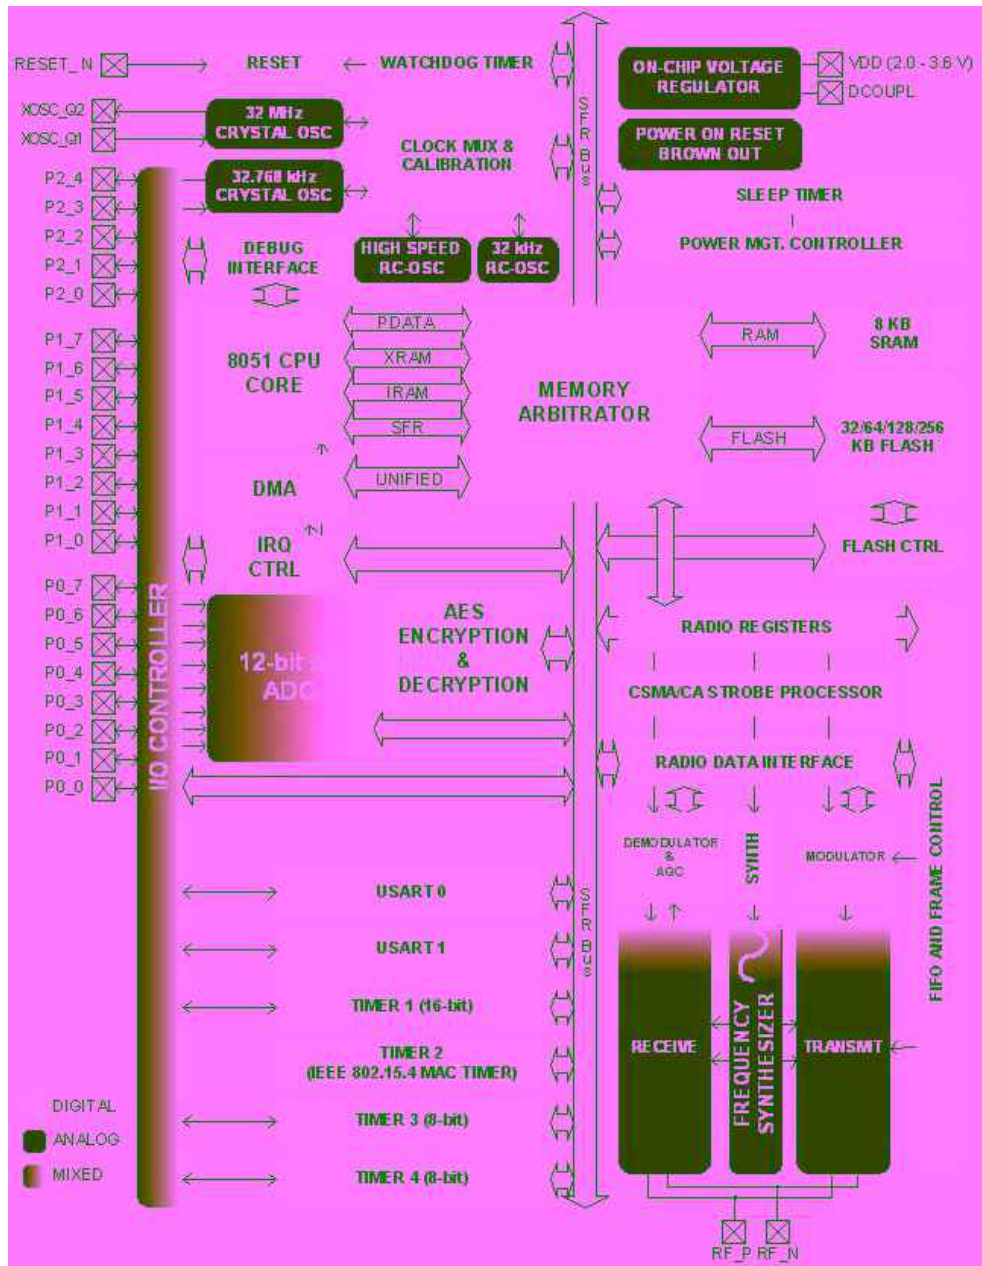 RESET_N
RESET
WATCHDOG TIMER
ON-CHIP VOLTAGE
REGULATOR
VDD (2.0 - 3.6 V)
DCOUPL
XOSC_Q2
XOSC_Q1
32 MHz
CRYSTAL OSC
CLOCK MUX &
CALIBRATION
SFR BUS
POWER ON RESET
BROWN OUT
P2_4
P2_3
P2_2
P2_1
P2_0
32.768 kHz
CRYSTAL OSC
SLEEP TIMER
POWER MGT. CONTROLLER
DEBUG
INTERFACE
HIGH SPEED
RC-OSC
32 kHz
RC-OSC
P1_7
P1_6
P1_5
P1_4
P1_3
P1_2
P1_1
P1_0
8051 CPU
CORE
PDATA
XRAM
IRAM
SFR
UNIFIED
MEMORY
ARBITRATOR
RAM
8 KB
SRAM
FLASH
32/64/128/256
KB FLASH
DMA
IRQ
CTRL
FLASH CTRL
P0_7
P0_6
P0_5
P0_4
P0_3
P0_2
P0_1
P0_0
I/O CONTROLLER
12-bit
ADC
AES
ENCRYPTION
&
DECRYPTION
RADIO REGISTERS
CSMA/CA STROBE PROCESSOR
RADIO DATA INTERFACE
DEMODULATOR
&
AGC
SYNTH
MODULATOR
FIFO AND FRAME CONTROL
USART 0
USART 1
SFR BUS
TIMER 1 (16-bit)
TIMER 2
(IEEE 802.15.4 MAC TIMER)
TIMER 3 (8-bit)
TIMER 4 (8-bit)
RECEIVE
FREQUENCY
SYNTHESIZER
TRANSMIT
DIGITAL
ANALOG
MIXED
RF_P
RF_N